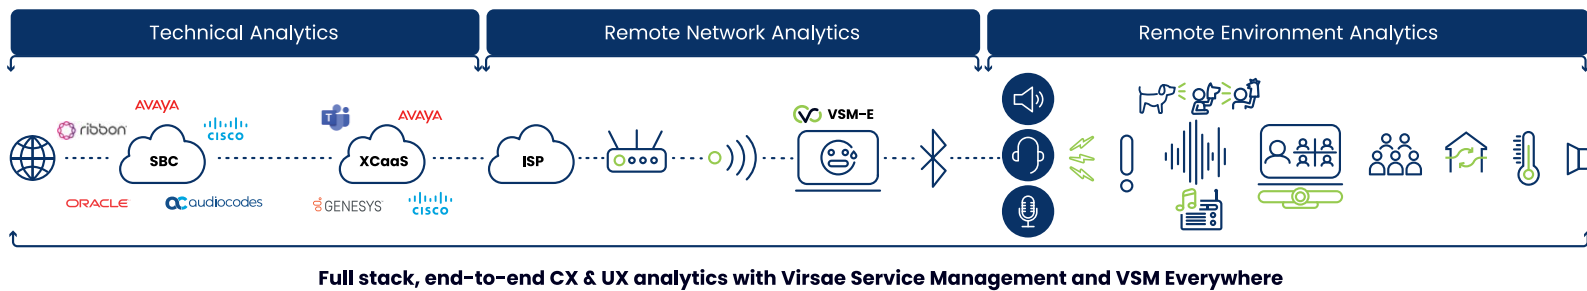 Technical Analytics
Remote Network Analytics
Remote Environment Analytics
ribbon
AVAYA
CISCO
SBC
ORACLE
audiocodes
T
AVAYA
XCaaS
GENESYS
CISCO
ISP
VSM-E
Full stack, end-to-end CX & UX analytics with Virsae Service Management and VSM Everywhere